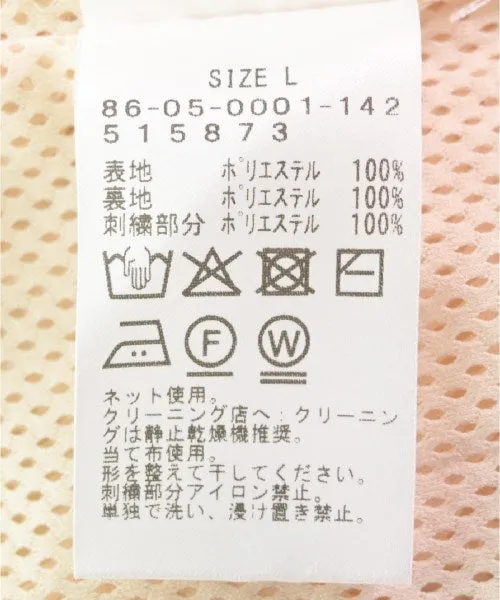 SIZE L
86-05-0001-142
515873
表地 ポリエステル 100%
裏地 ポリエステル 100%
刺繍部分 ポリエステル 100%
F W
ネット使用。
クリーニング店へ:クリーニン
グは静止乾燥機推奨。
当て布使用。
形を整えて干してください。
刺繍部分アイロン禁止。
単独で洗い、浸け置き禁止。